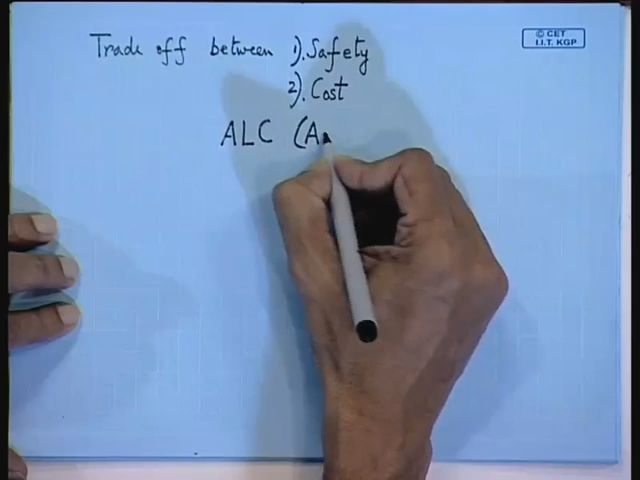 Trade off between 1). Safety
2). Cost
ALC (A
© CET
I.I.T. KGP